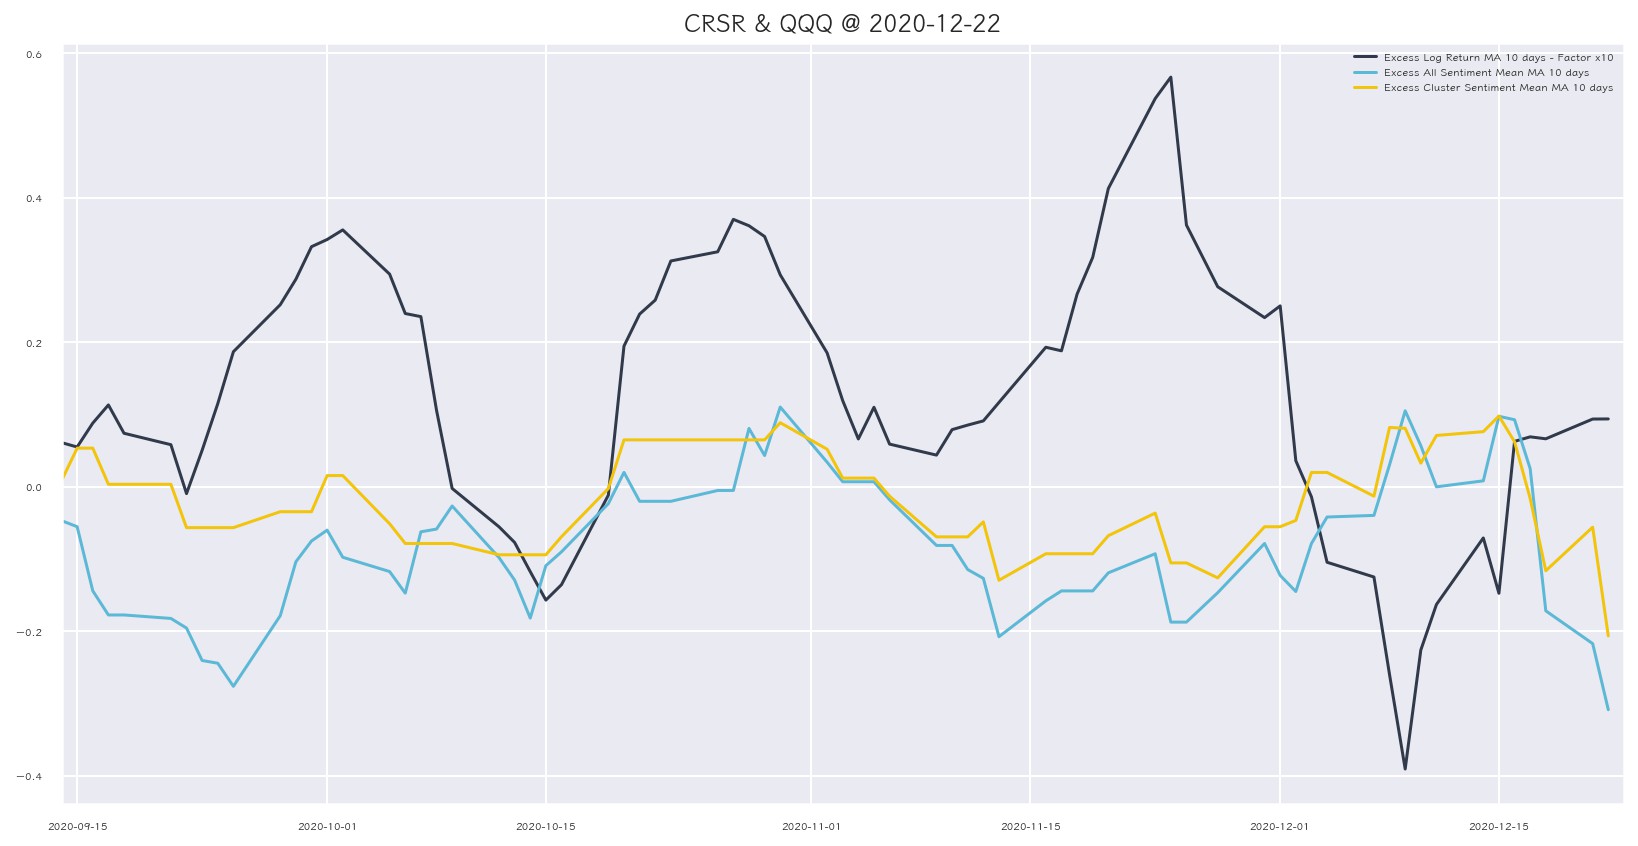 CRSR & QQQ @ 2020-12-22
Excess Log Return MA 10 days - Factor x10
Excess All Sentiment Mean MA 10 days
Excess Cluster Sentiment Mean MA 10 days
0.6
0.4
0.2
0.0
−0.2
−0.4
2020-09-15 2020-10-01 2020-10-15 2020-11-01 2020-11-15 2020-12-01 2020-12-15